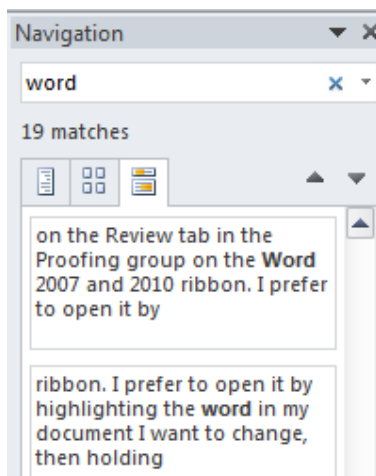 Navigation
word
19 matches
on the Review tab in the
Proofing group on the Word
2007 and 2010 ribbon. I prefer
to open it by
ribbon. I prefer to open it by
highlighting the word in my
document I want to change,
then holding